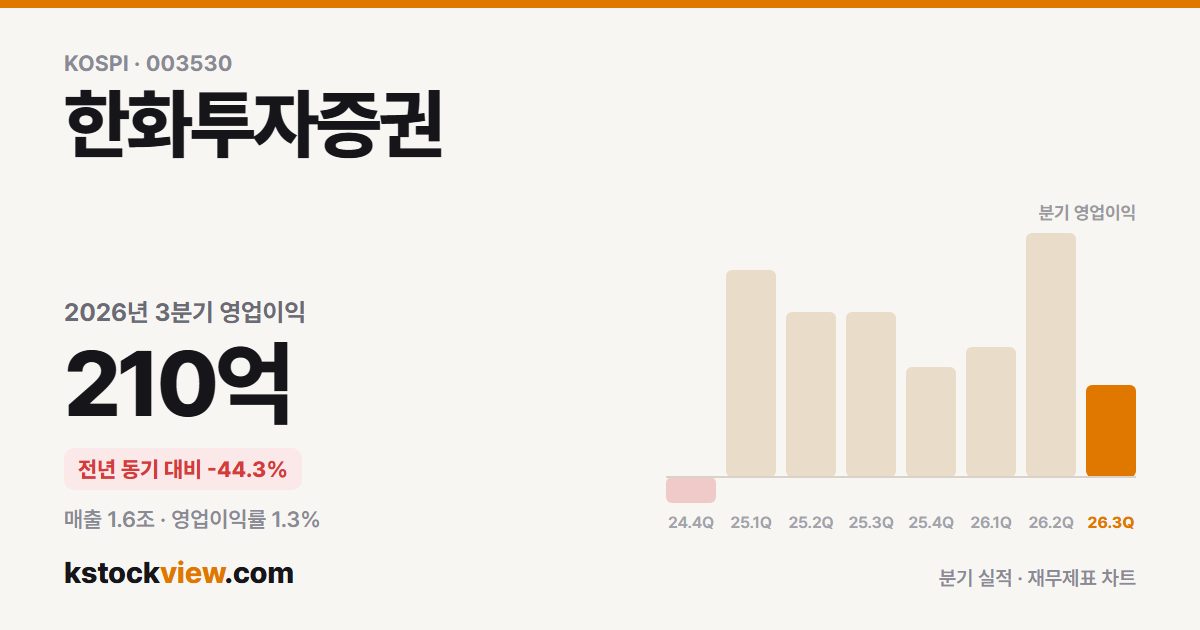 KOSPI · 003530
한화투자증권
분기 영업이익
2026년 3분기 영업이익
210억
전년 동기 대비 -44.3%
매출 1.6조 · 영업이익률 1.3%
24.4Q 25.1Q 25.2Q 25.3Q 25.4Q 26.1Q 26.2Q 26.3Q
kstockview.com
분기 실적 · 재무제표 차트